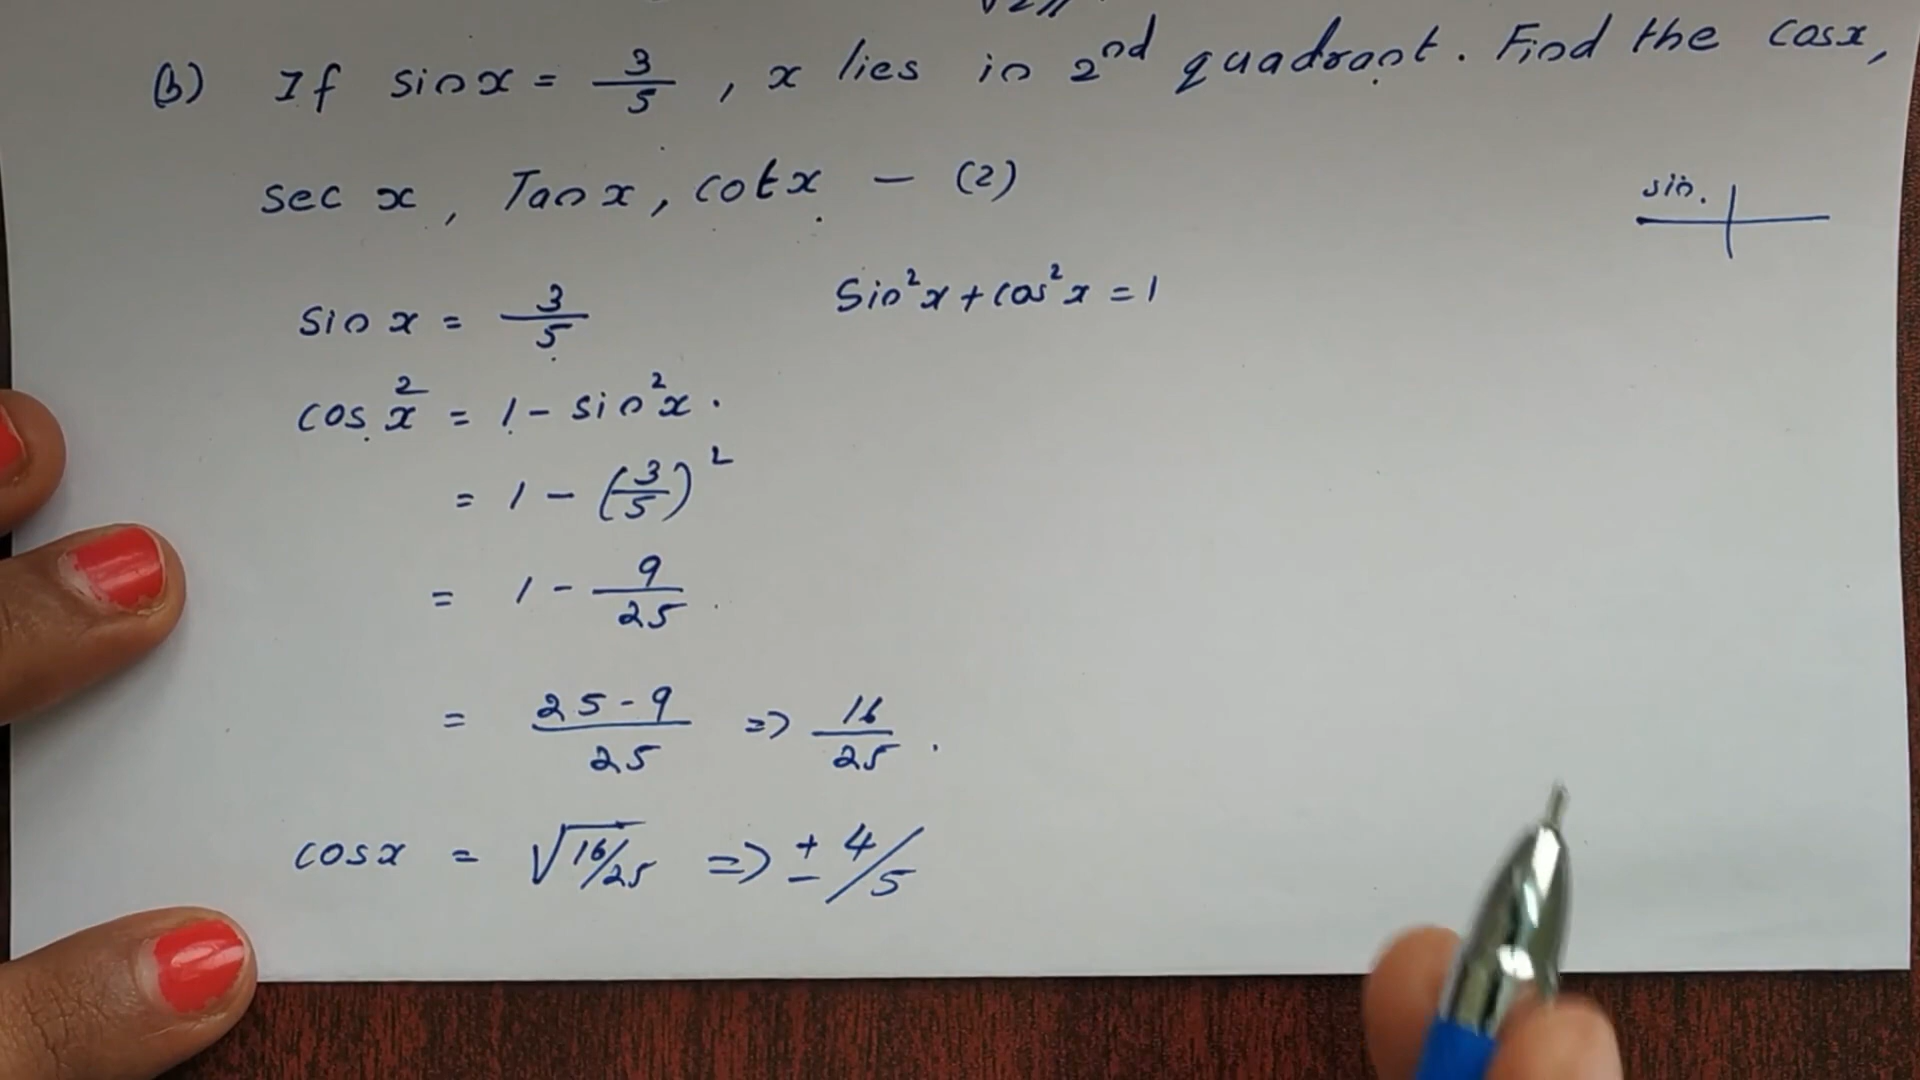 (b) If sin x = 3/5 , x lies in 2nd quadrant. Find the cosx,
sec x , Tan x, cot x – (2)
sin.
sin x = 3/5 Sin²x + cos²x = 1
cos²x = 1 - sin²x.
= 1 - (3/5)²
= 1 - 9/25
= 25-9/25 => 16/25 .
cosx = √16/25 => ± 4/5